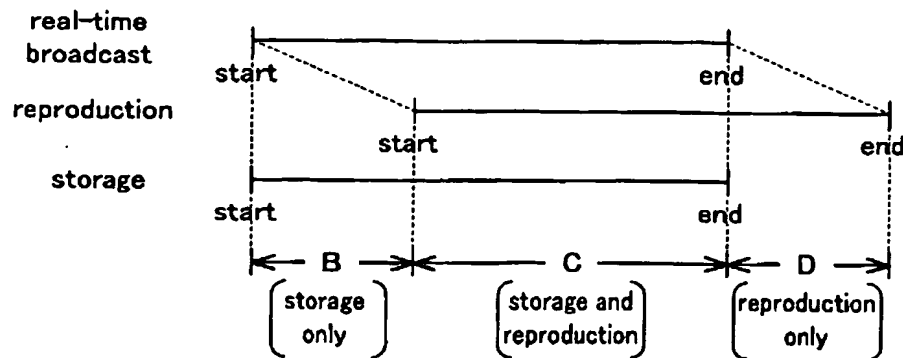 real-time
broadcast
start
end
reproduction
start
end
storage
start
end
B
C
D
storage
only
storage and
reproduction
reproduction
only